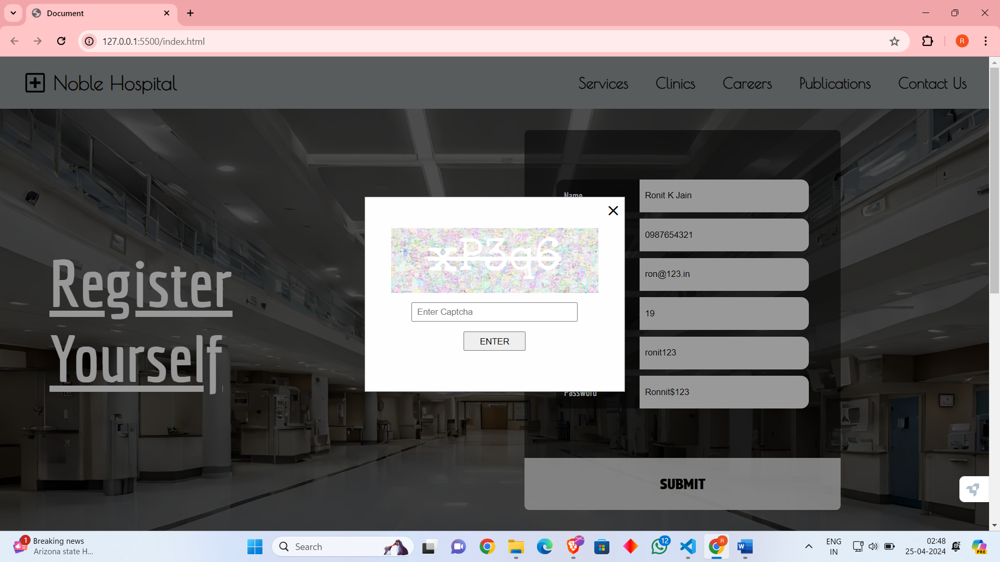 Document
127.0.0.1:5500/index.html
R
Noble Hospital
Services
Clinics
Careers
Publications
Contact Us
Register
Yourself
Name
Ronit K Jain
0987654321
ron@123.in
19
ronit123
Password
Ronnit$123
SUBMIT
xP3q6
Enter Captcha
ENTER
1
Breaking news
Arizona state H...
Search
12
R
ENG
IN
02:48
25-04-2024
PRE